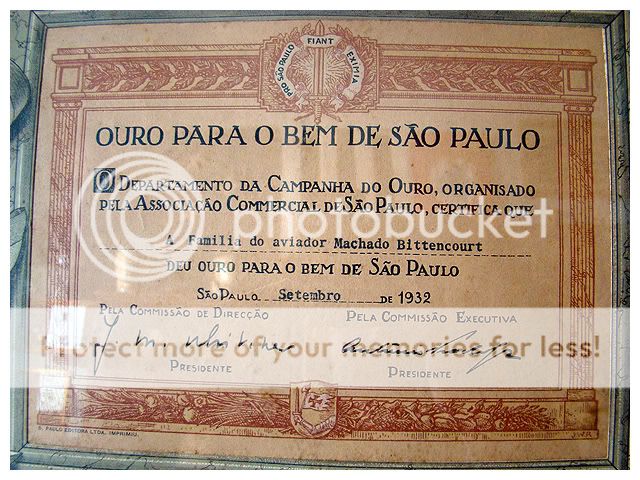 PRO SÃO PAULO FIANT EXIMIA
OURO PARA O BEM DE SÃO PAULO
O DEPARTAMENTO DA CAMPANHA DO OURO, ORGANISADO
PELA ASSOCIAÇÃO COMMERCIAL DE SÃO PAULO, CERTIFICA QUE
A Familia do aviador Machado Bittencourt
DEU OURO PARA O BEM DE SÃO PAULO
SÃO PAULO Setembro DE 1932
PELA COMMISSÃO DE DIRECÇÃO
PELA COMMISSÃO EXECUTIVA
PRESIDENTE
PRESIDENTE
S. PAULO EDITORA LTDA. IMPRIMIU.
photobucket
Protect more of your memories for less!